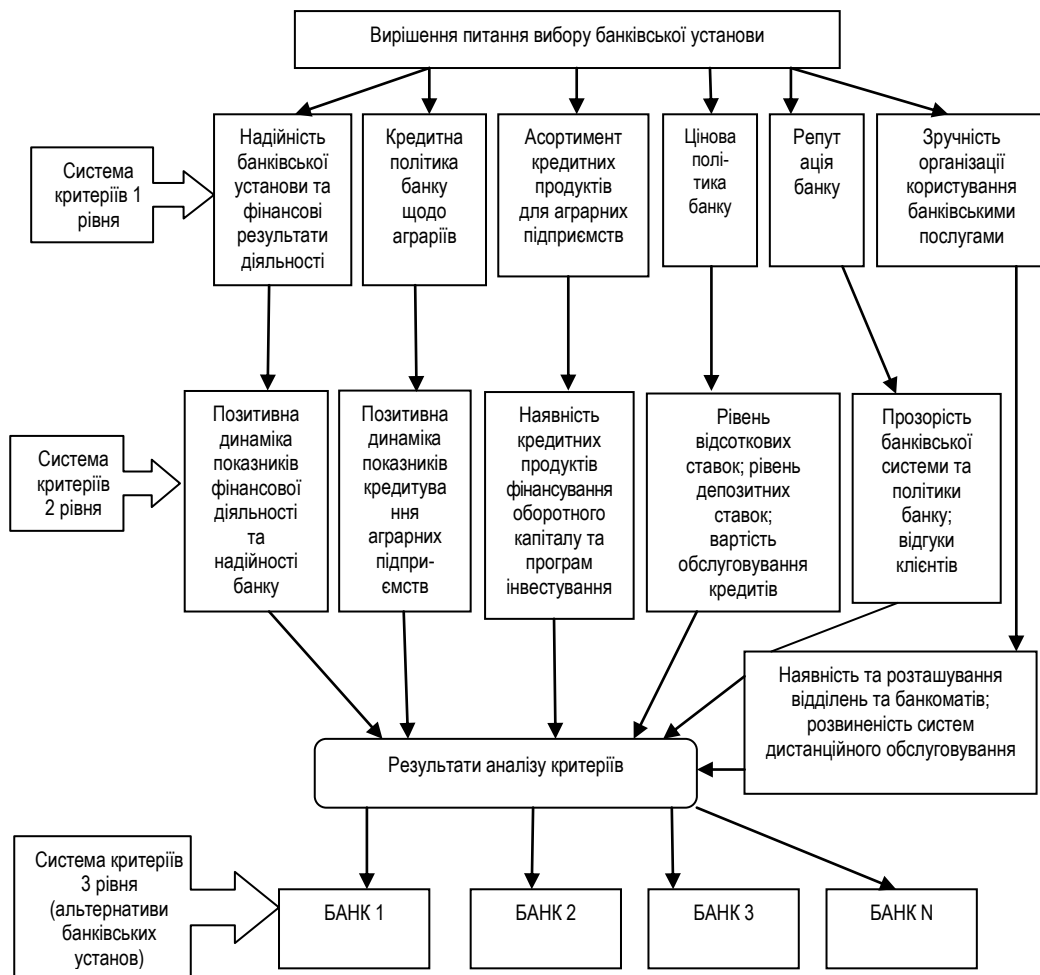 Вирішення питання вибору банківської установи
Система
критеріїв 1
рівня
Надійність
банківської
установи та
фінансові
результати
діяльності
Кредитна
політика
банку
щодо
аграріїв
Асортимент
кредитних
продуктів
для аграрних
підприємств
Цінова
полі-
тика
банку
Репут
ація
банку
Зручність
організації
користування
банківськими
послугами
Система
критеріїв
2 рівня
Позитивна
динаміка
показників
фінансової
діяльності
та
надійності
банку
Позитивна
динаміка
показників
кредитува
ння
аграрних
підпри-
ємств
Наявність
кредитних
продуктів
фінансування
оборотного
капіталу та
програм
інвестування
Рівень
відсоткових
ставок; рівень
депозитних
ставок;
вартість
обслуговування
кредитів
Прозорість
банківської
системи та
політики
банку;
відгуки
клієнтів
Наявність та розташування
відділень та банкоматів;
розвиненість систем
дистанційного обслуговування
Результати аналізу критеріїв
Система критеріїв
3 рівня
(альтернативи
банківських
установ)
БАНК 1
БАНК 2
БАНК 3
БАНК N